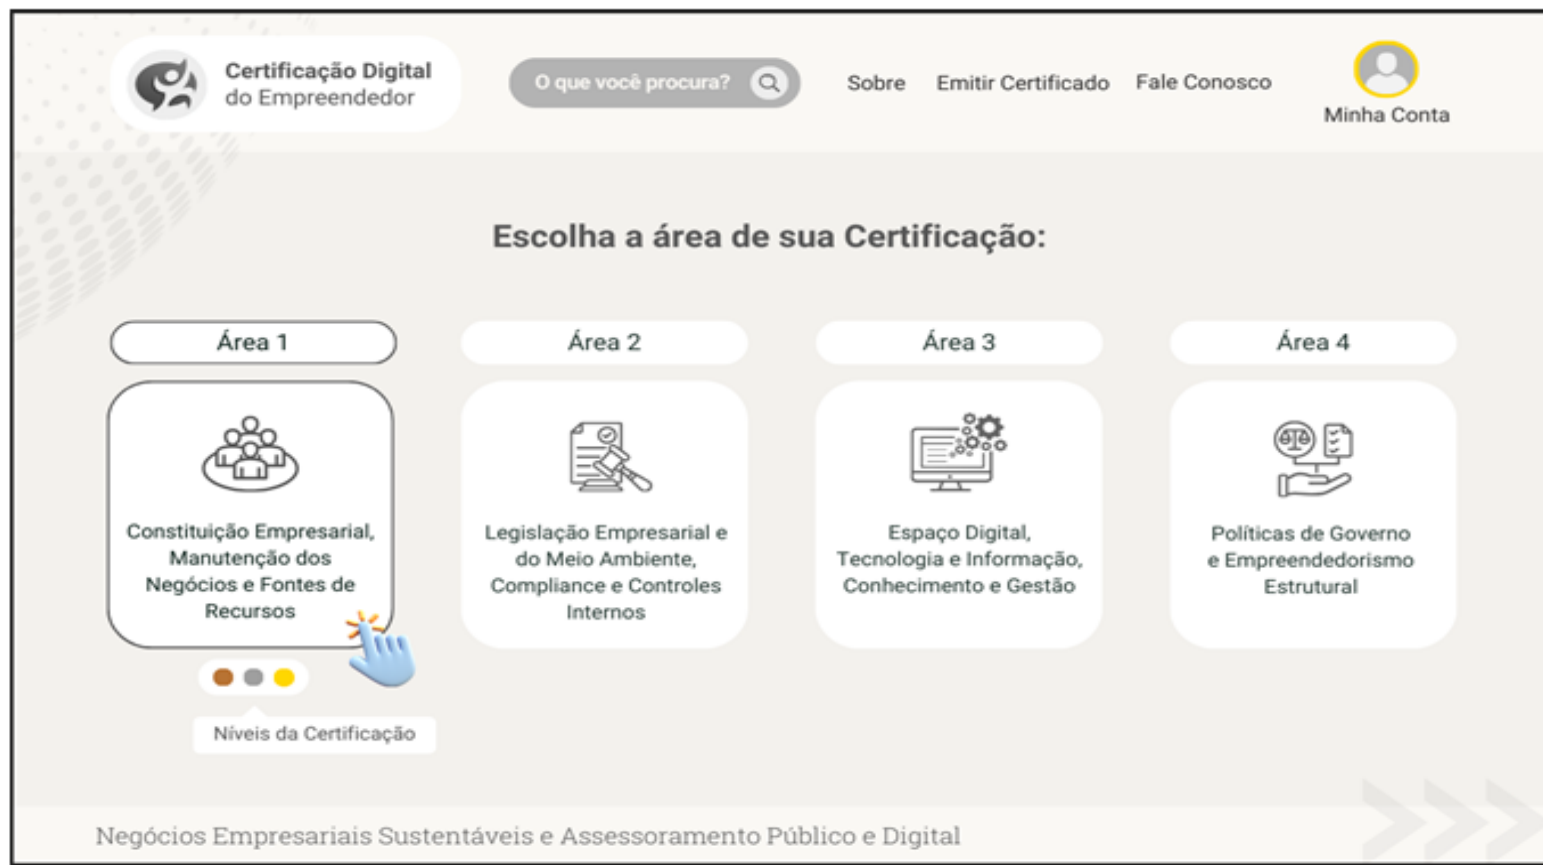 Certificação Digital
do Empreendedor
O que você procura?
Sobre
Emitir Certificado
Fale Conosco
Minha Conta
Escolha a área de sua Certificação:
Área 1
Constituição Empresarial,
Manutenção dos
Negócios e Fontes de
Recursos
Níveis da Certificação
Área 2
Legislação Empresarial e
do Meio Ambiente,
Compliance e Controles
Internos
Área 3
Espaço Digital,
Tecnologia e Informação,
Conhecimento e Gestão
Área 4
Políticas de Governo
e Empreendedorismo
Estrutural
Negócios Empresariais Sustentáveis e Assessoramento Público e Digital